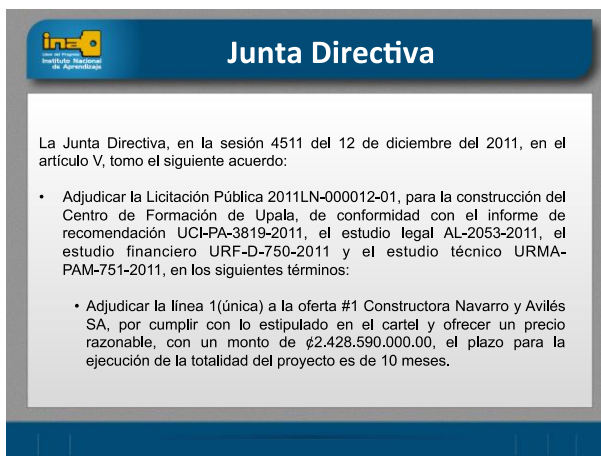 ina
Llave del Progreso
Instituto Nacional
de Aprendizaje
Junta Directiva
La Junta Directiva, en la sesión 4511 del 12 de diciembre del 2011, en el
artículo V, tomo el siguiente acuerdo:
• Adjudicar la Licitación Pública 2011LN-000012-01, para la construcción del
Centro de Formación de Upala, de conformidad con el informe de
recomendación UCI-PA-3819-2011, el estudio legal AL-2053-2011, el
estudio financiero URF-D-750-2011 y el estudio técnico URMA-
PAM-751-2011, en los siguientes términos:
• Adjudicar la línea 1(única) a la oferta #1 Constructora Navarro y Avilés
SA, por cumplir con lo estipulado en el cartel y ofrecer un precio
razonable, con un monto de ¢2.428.590.000.00, el plazo para la
ejecución de la totalidad del proyecto es de 10 meses.